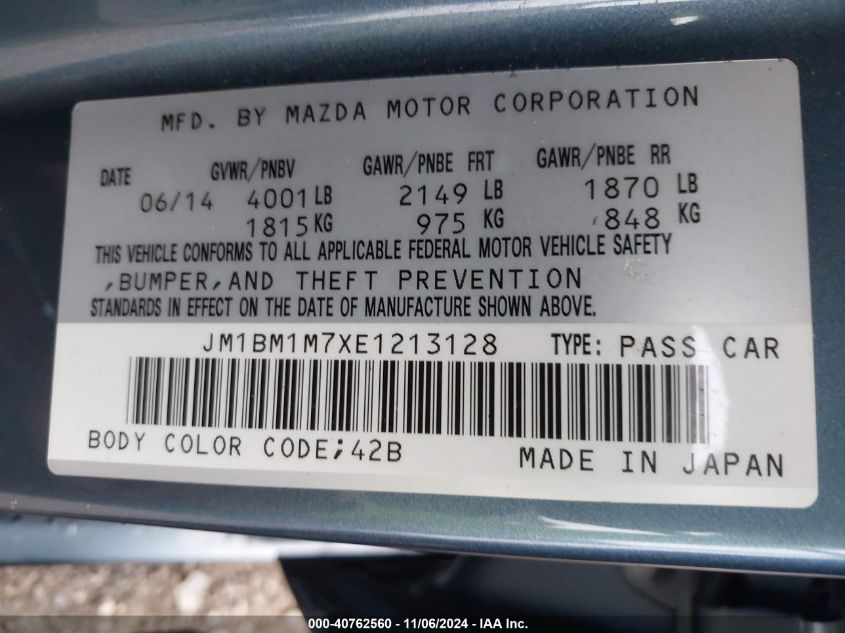 MFD. BY MAZDA MOTOR CORPORATION
DATE GVWR/PNBV GAWR/PNBE FRT GAWR/PNBE RR
06/14 4001 LB 2149 LB 1870 LB
1815 KG 975 KG 848 KG
THIS VEHICLE CONFORMS TO ALL APPLICABLE FEDERAL MOTOR VEHICLE SAFETY
,BUMPER,AND THEFT PREVENTION
STANDARDS IN EFFECT ON THE DATE OF MANUFACTURE SHOWN ABOVE.
JM1BM1M7XE1213128 TYPE: PASS CAR
BODY COLOR CODE;42B
MADE IN JAPAN
000-40762560 - 11/06/2024 - IAA Inc.